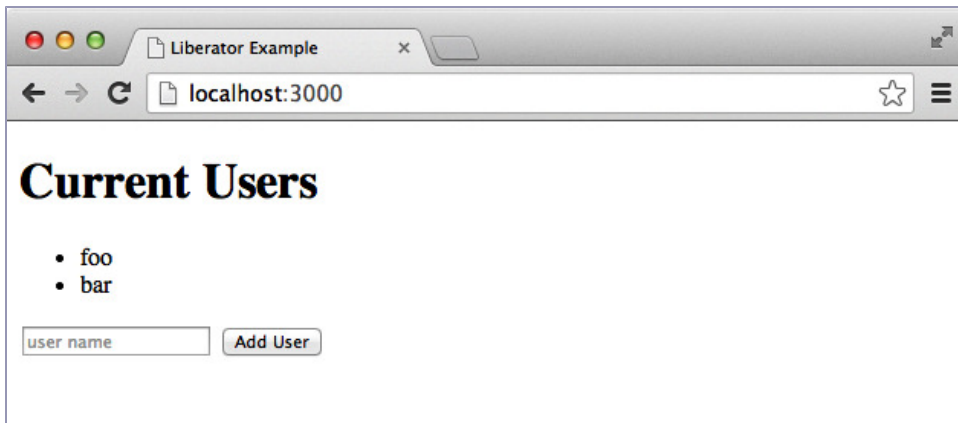 Liberator Example
localhost:3000
Current Users
foo
bar
user name Add User